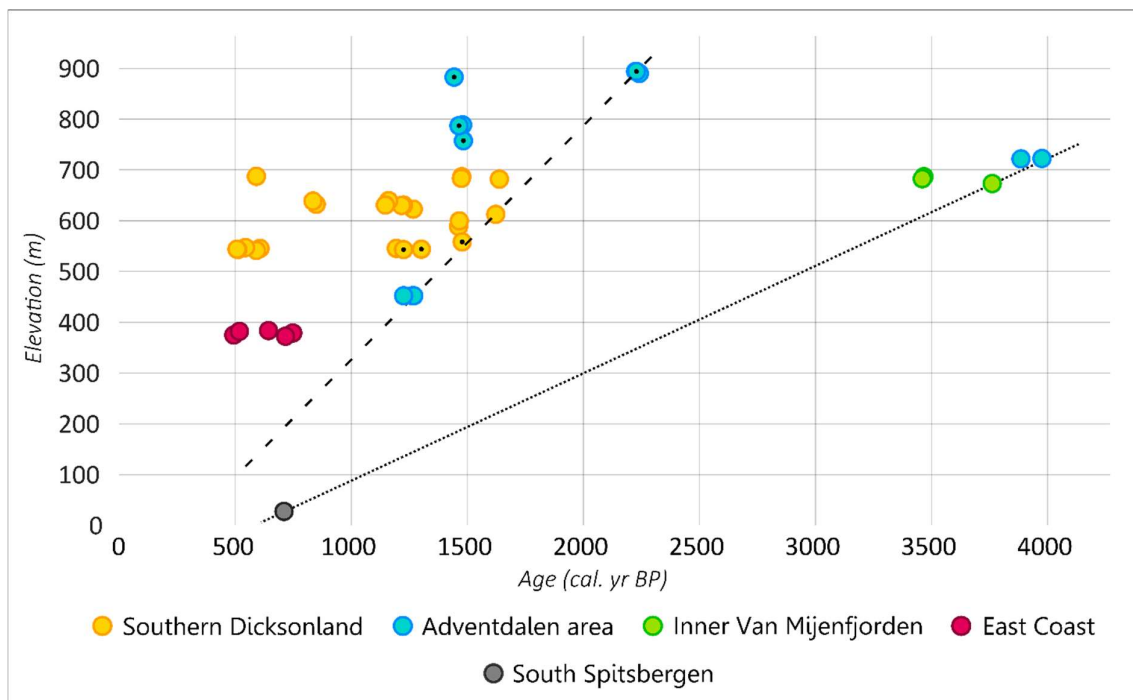 900
800
700
600
500
400
300
200
100
0
Elevation (m)
0 500 1000 1500 2000 2500 3000 3500 4000
Age (cal. yr BP)
Southern Dicksonland Adventdalen area Inner Van Mijenfjorden East Coast
South Spitsbergen